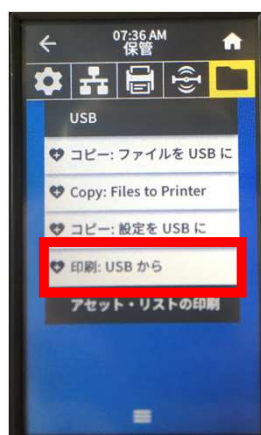 07:36 AM
保管
USB
コピー: ファイルを USB に
Copy: Files to Printer
コピー: 設定を USB に
印刷: USB から
アセット・リストの印刷